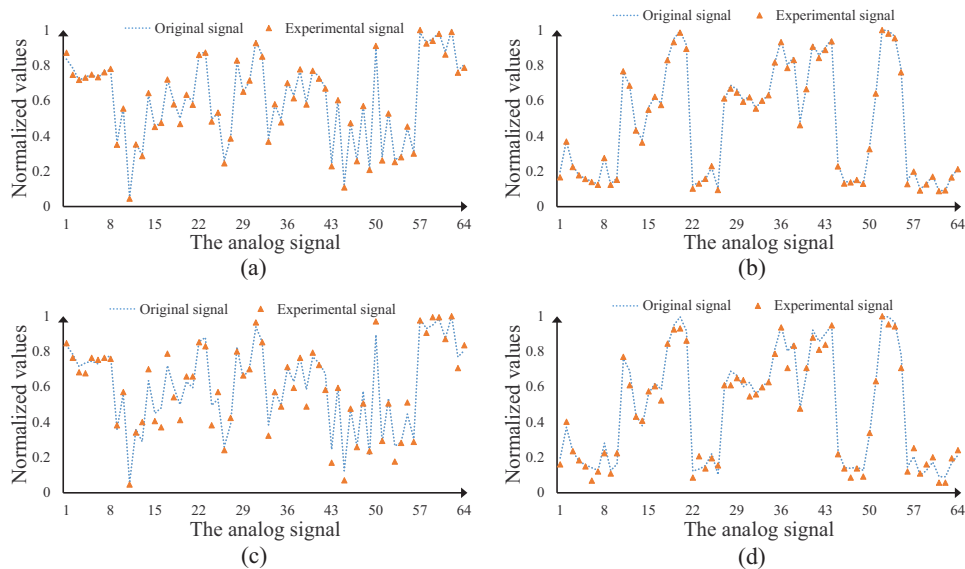 Original signal Experimental signal
Normalized values
1
0.8
0.6
0.4
0.2
0
1 8 15 22 29 36 43 50 57 64
The analog signal
(a)
Original signal Experimental signal
Normalized values
1
0.8
0.6
0.4
0.2
0
1 8 15 22 29 36 43 50 57 64
The analog signal
(b)
Original signal Experimental signal
Normalized values
1
0.8
0.6
0.4
0.2
0
1 8 15 22 29 36 43 50 57 64
The analog signal
(c)
Original signal Experimental signal
Normalized values
1
0.8
0.6
0.4
0.2
0
1 8 15 22 29 36 43 50 57 64
The analog signal
(d)